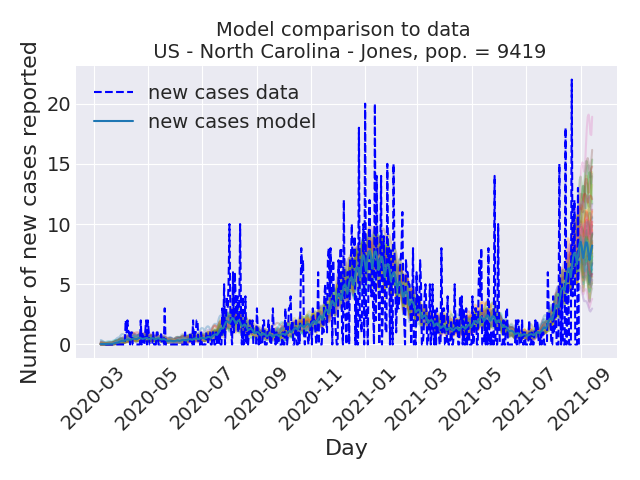 Model comparison to data
US - North Carolina - Jones, pop. = 9419
Number of new cases reported
20
15
10
5
0
new cases data
new cases model
2020-03
2020-05
2020-07
2020-09
2020-11
2021-01
2021-03
2021-05
2021-07
2021-09
Day